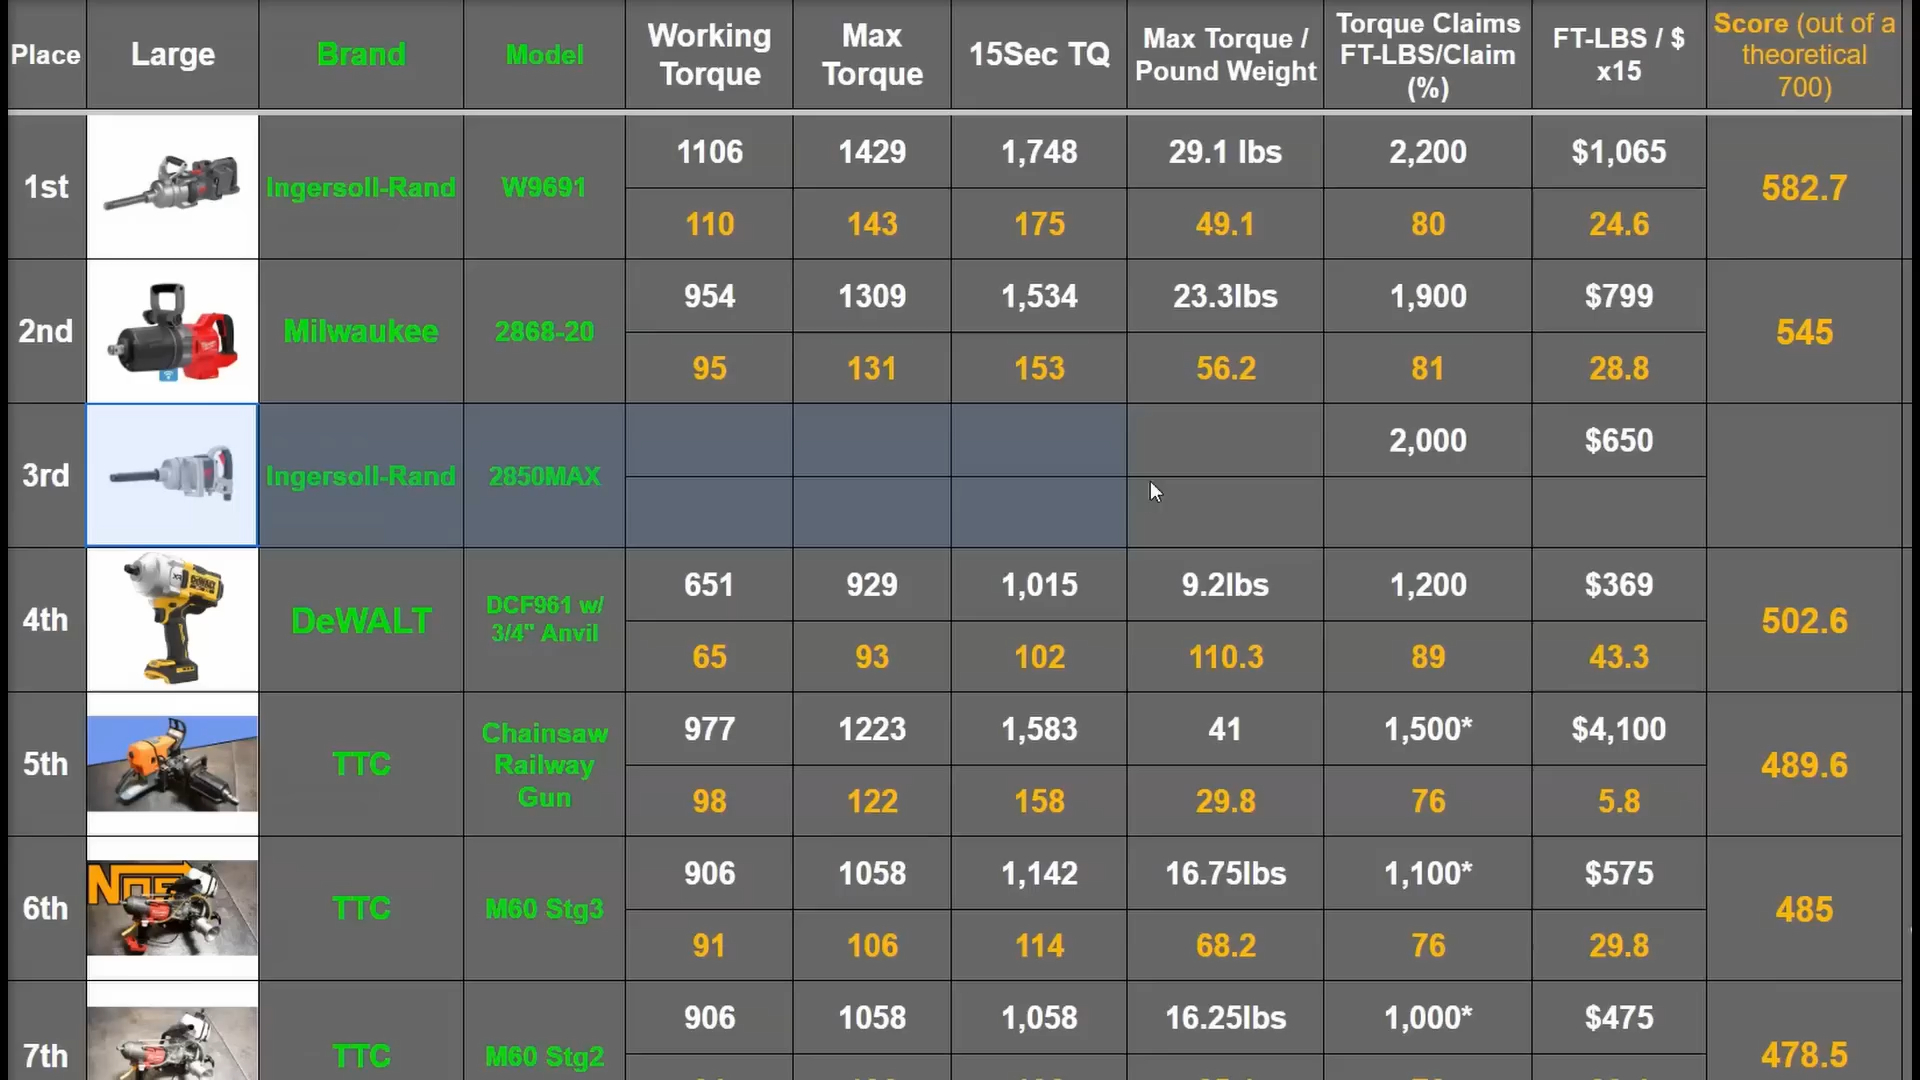 Place
Large
Brand
Model
Working
Torque
Max
Torque
15Sec TQ
Max Torque /
Pound Weight
Torque Claims
FT-LBS/Claim
(%)
FT-LBS / $
x15
Score (out of a
theoretical
700)
1st
Ingersoll-Rand
W9691
1106
1429
1,748
29.1 lbs
2,200
$1,065
110
143
175
49.1
80
24.6
582.7
2nd
Milwaukee
2868-20
954
1309
1,534
23.3lbs
1,900
$799
95
131
153
56.2
81
28.8
545
3rd
Ingersoll-Rand
2850MAX
2,000
$650
4th
DeWALT
DCF961 w/
3/4" Anvil
651
929
1,015
9.2lbs
1,200
$369
65
93
102
110.3
89
43.3
502.6
5th
TTC
Chainsaw
Railway
Gun
977
1223
1,583
41
1,500*
$4,100
98
122
158
29.8
76
5.8
489.6
6th
TTC
M60 Stg3
906
1058
1,142
16.75lbs
1,100*
$575
91
106
114
68.2
76
29.8
485
7th
TTC
M60 Stg2
906
1058
1,058
16.25lbs
1,000*
$475
478.5